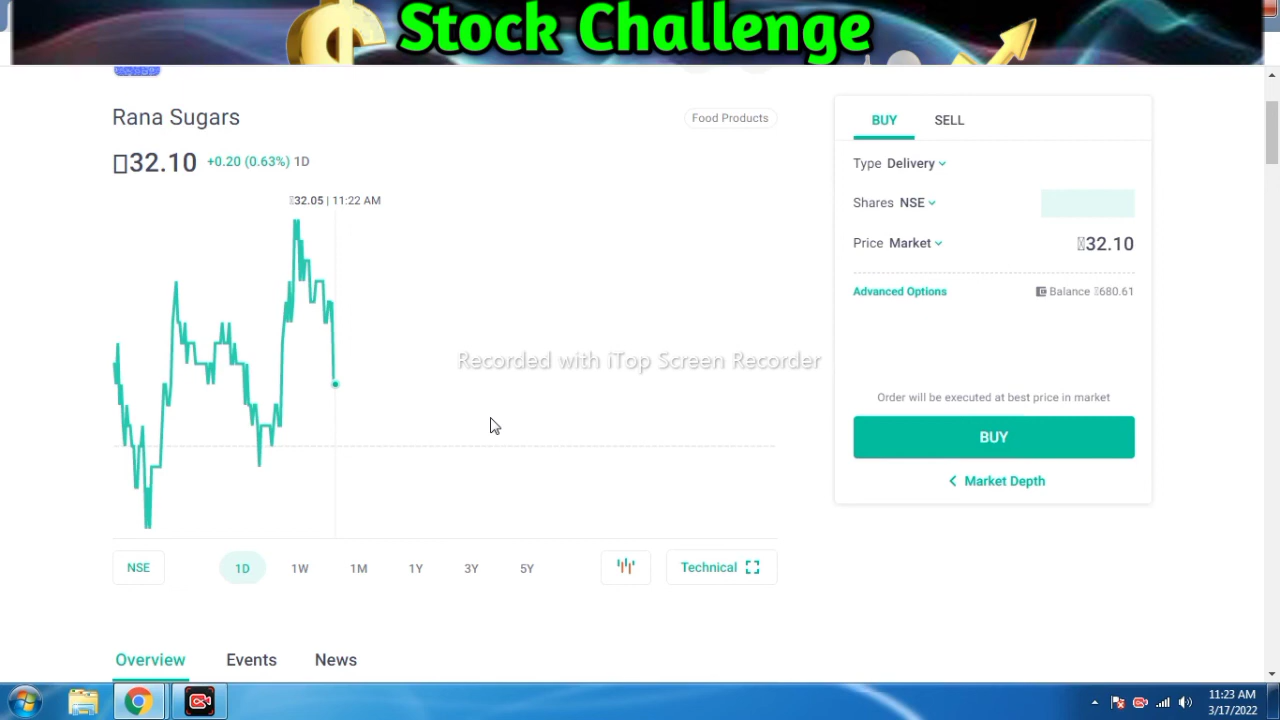 Stock Challenge
Rana Sugars
Food Products
32.10 +0.20 (0.63%) 1D
32.05 | 11:22 AM
NSE
1D
1W
1M
1Y
3Y
5Y
Technical
Overview
Events
News
BUY
SELL
Type Delivery
Shares NSE
Price Market
32.10
Advanced Options
Balance 680.61
Order will be executed at best price in market
BUY
Market Depth
Recorded with iTop Screen Recorder
11:23 AM
3/17/2022